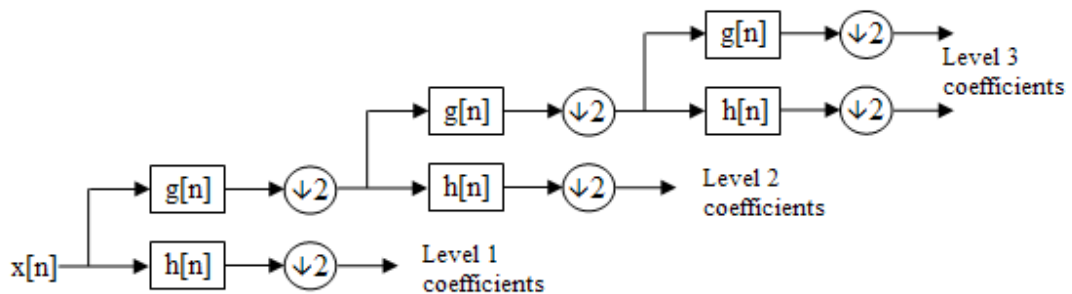 g[n] ↓2
Level 3
coefficients
g[n] ↓2 h[n] ↓2
g[n] ↓2 h[n] ↓2
Level 2
coefficients
x[n] h[n] ↓2
Level 1
coefficients